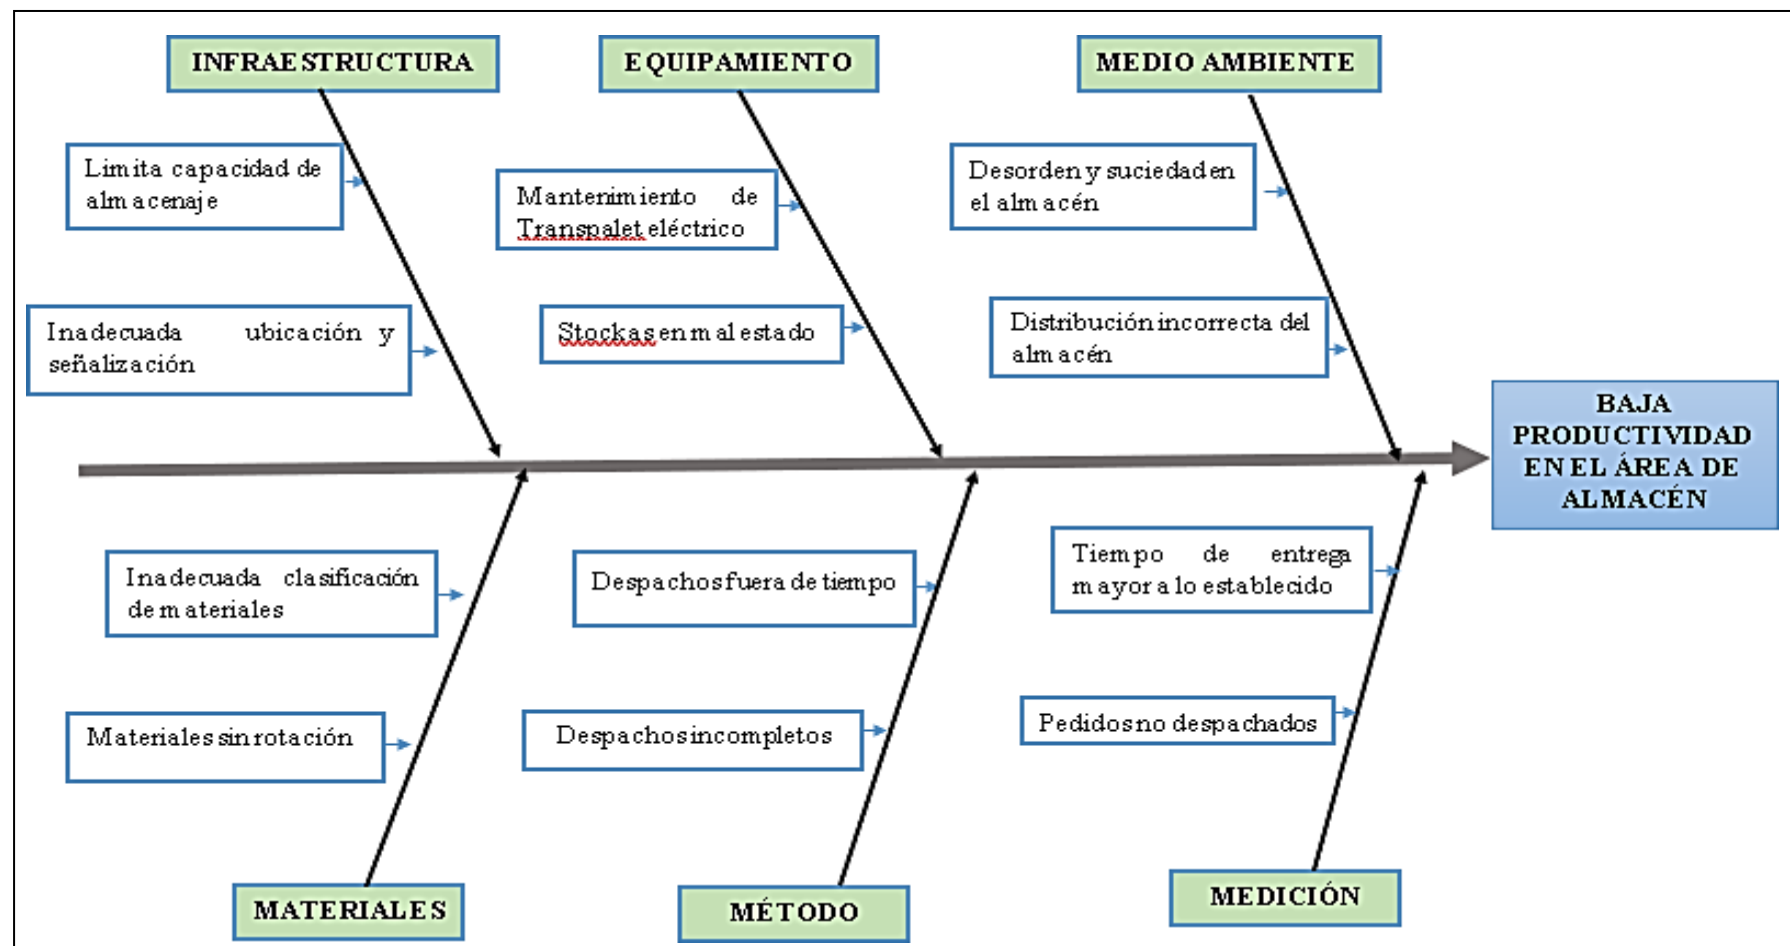 INFRAESTRUCTURA
EQUIPAMIENTO
MEDIO AMBIENTE
Limita capacidad de
almacenaje
Mantenimiento de
Transpalet eléctrico
Desorden y suciedad en
el almacén
Inadecuada ubicación y
señalización
Stockas en mal estado
Distribución incorrecta del
almacén
BAJA
PRODUCTIVIDAD
EN EL ÁREA DE
ALMACÉN
Inadecuada clasificación
de materiales
Despachos fuera de tiempo
Tiempo de entrega
mayor a lo establecido
Materiales sin rotación
Despachos incompletos
Pedidos no despachados
MATERIALES
MÉTODO
MEDICIÓN